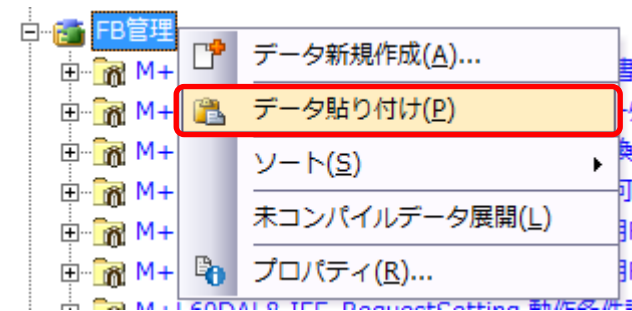 FB管理
データ新規作成(A)...
M+
データ貼り付け(P)
M+
M+
ソート(S)
M+
未コンパイルデータ展開(L)
M+
プロパティ(R)...
M+